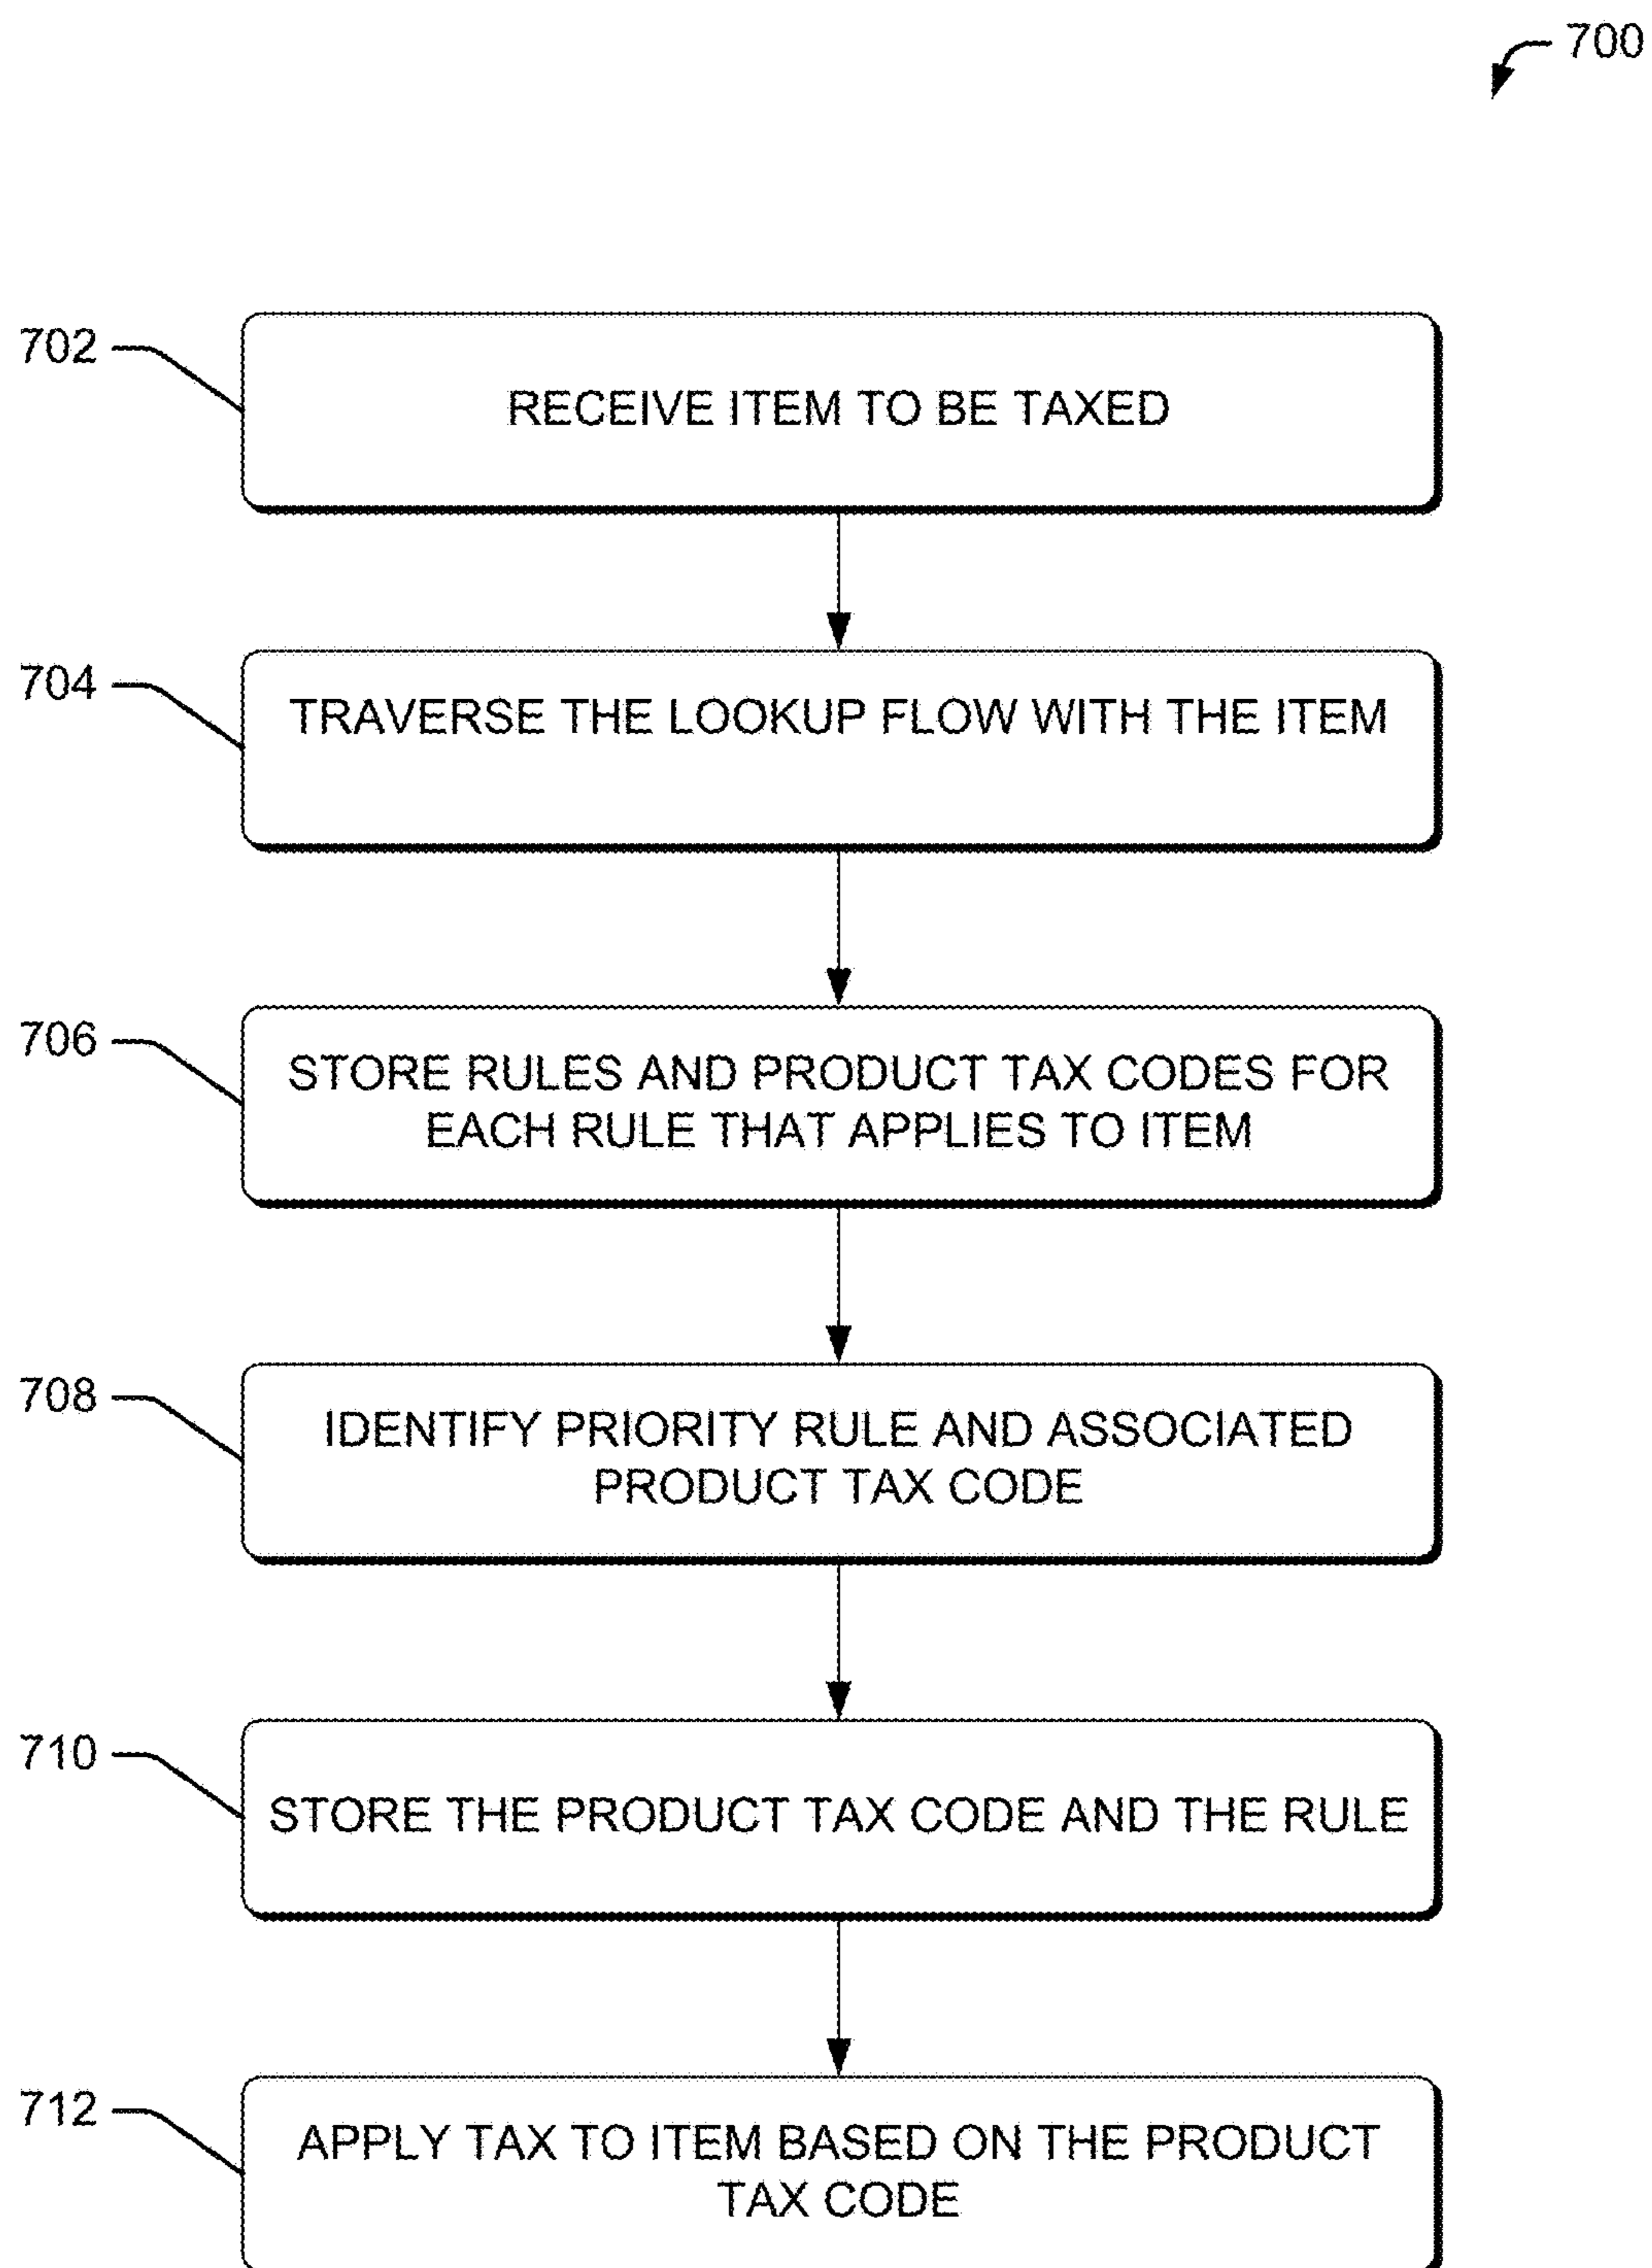 700
702
RECEIVE ITEM TO BE TAXED
704
TRAVERSE THE LOOKUP FLOW WITH THE ITEM
706
STORE RULES AND PRODUCT TAX CODES FOR
EACH RULE THAT APPLIES TO ITEM
708
IDENTIFY PRIORITY RULE AND ASSOCIATED
PRODUCT TAX CODE
710
STORE THE PRODUCT TAX CODE AND THE RULE
712
APPLY TAX TO ITEM BASED ON THE PRODUCT
TAX CODE